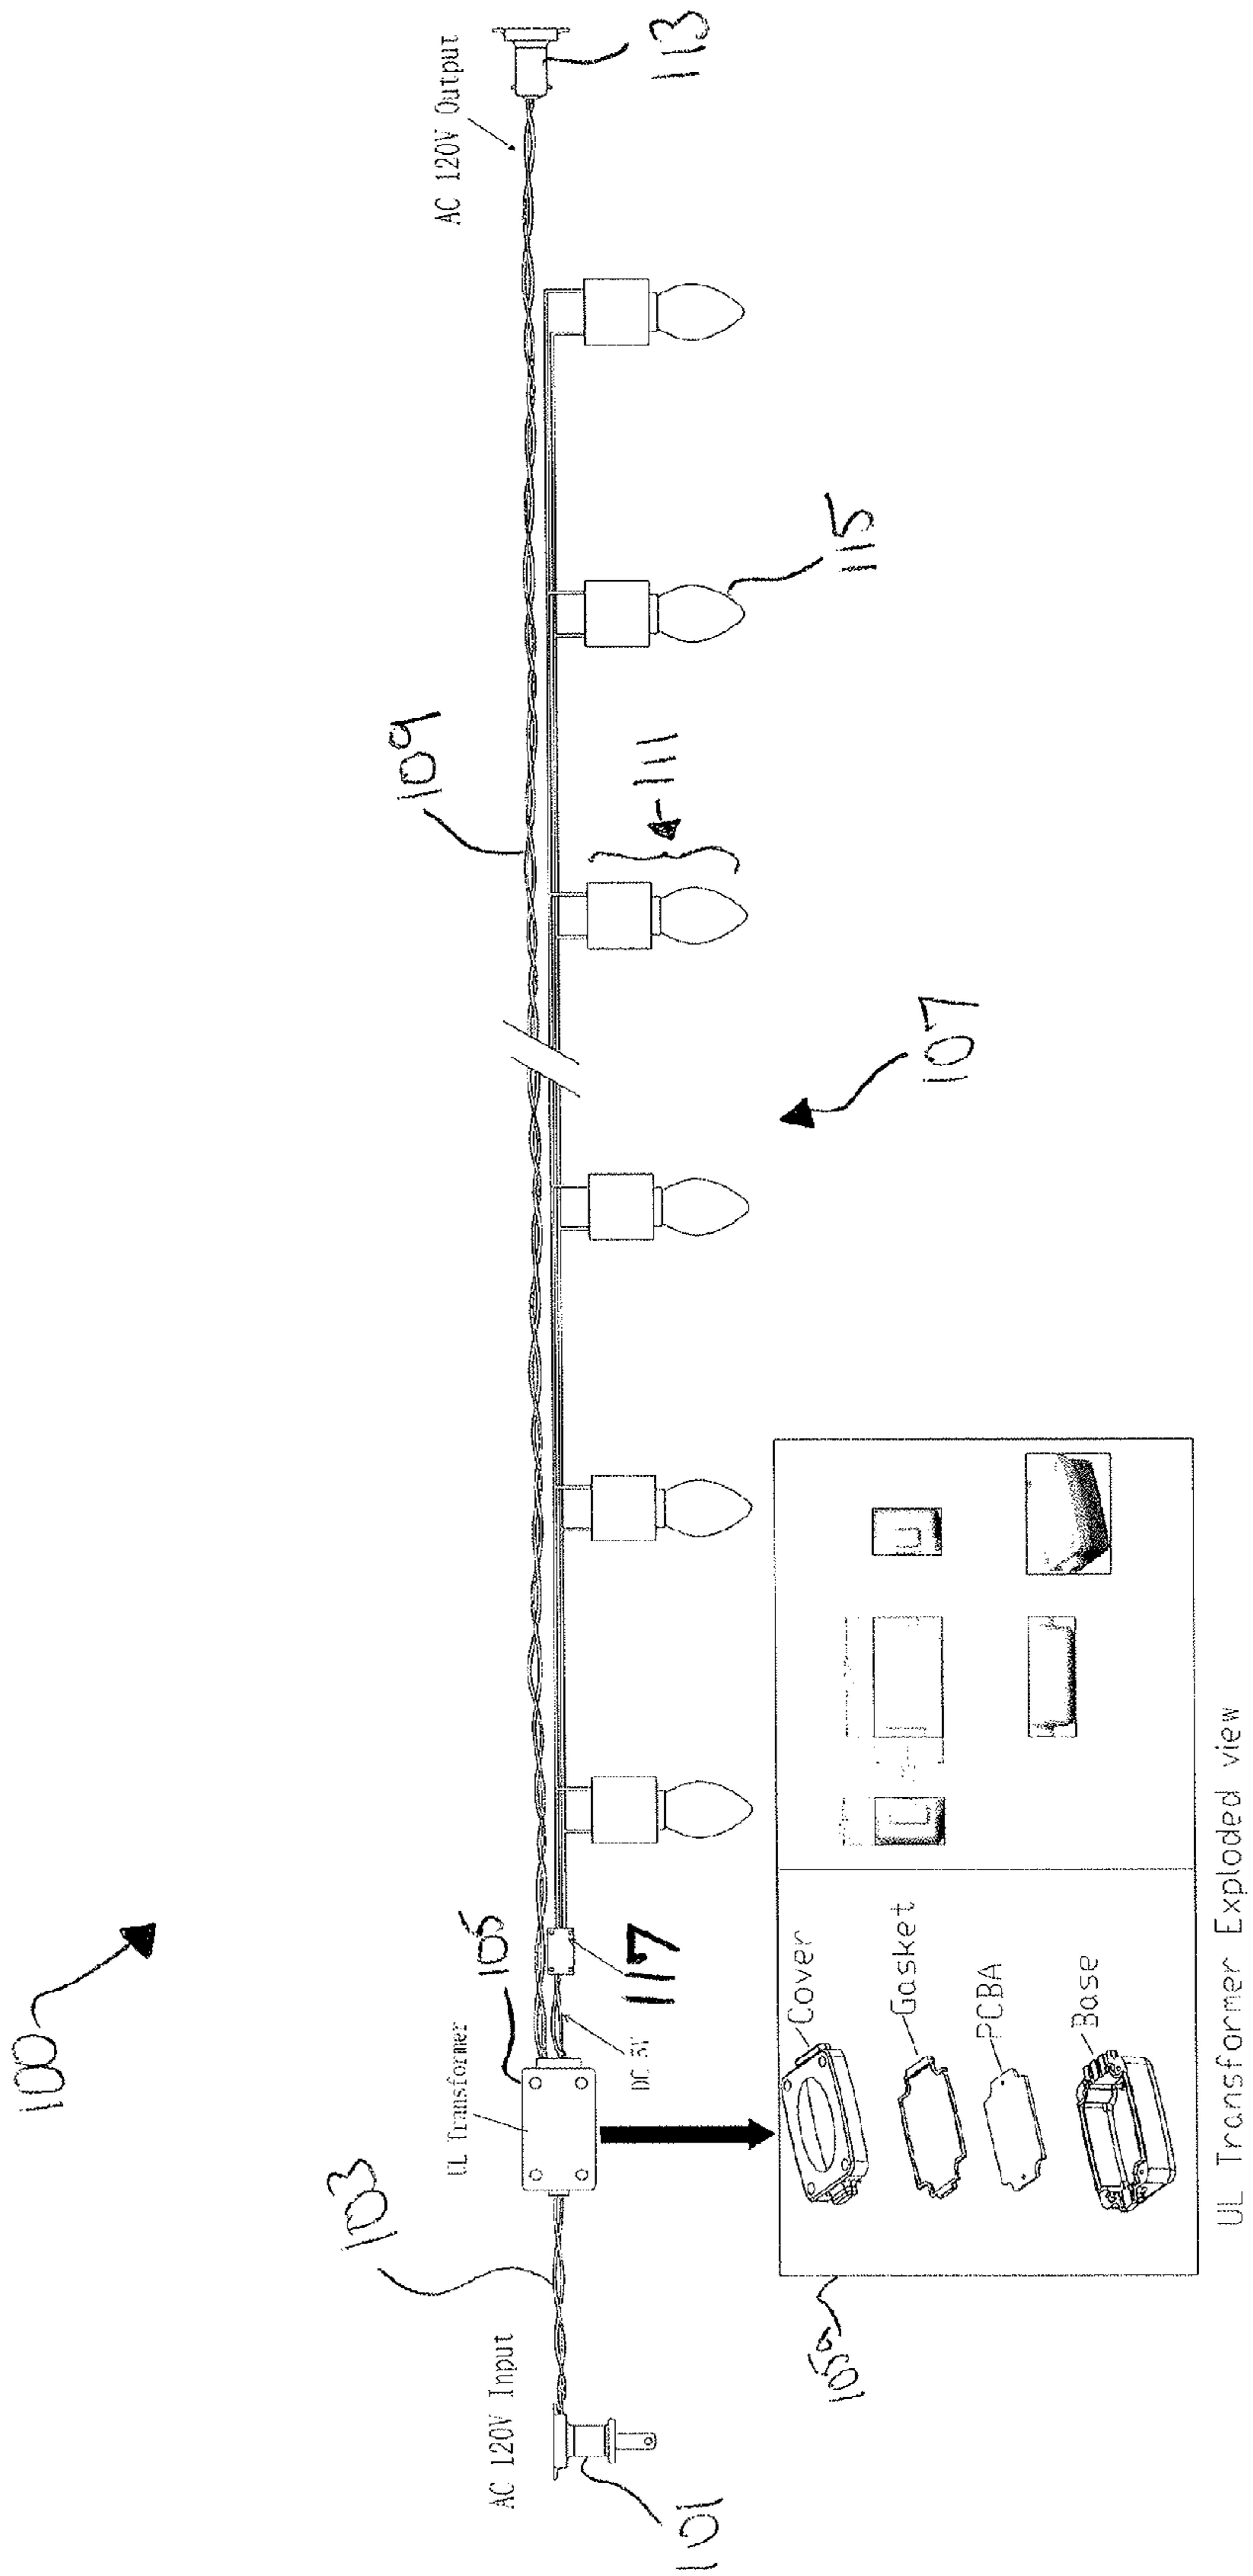 100
AC 120V Input
101
103
UL Transformer
105
DC 5V
117
109
111
115
107
AC 120V Output
113
105a
Cover
Gasket
PCBA
Base
UL Transformer Exploded view